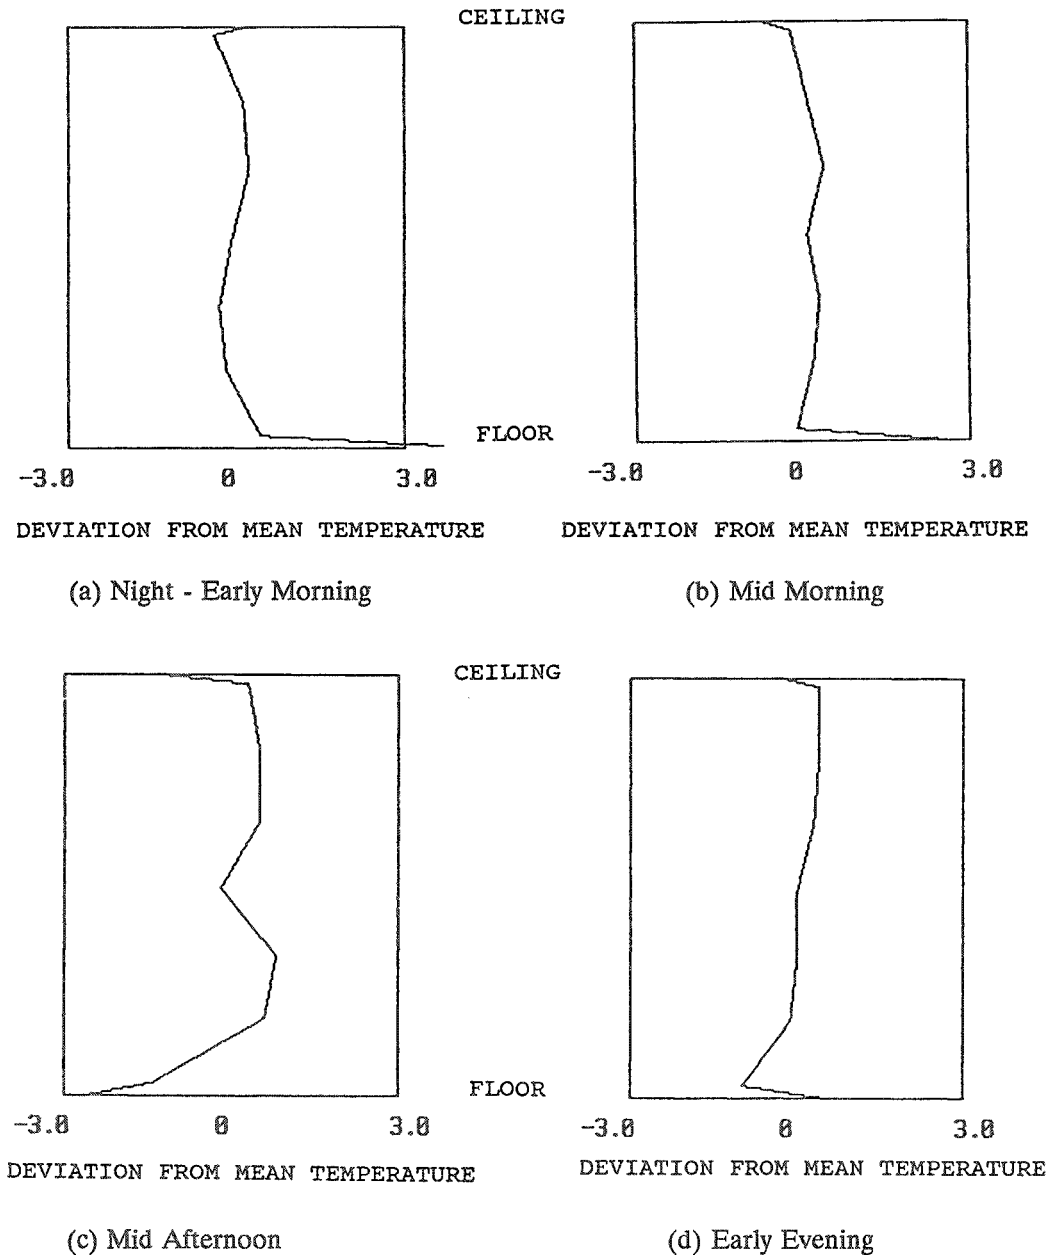 CEILING
FLOOR
-3.0 0 3.0 -3.0 0 3.0
DEVIATION FROM MEAN TEMPERATURE DEVIATION FROM MEAN TEMPERATURE
(a) Night - Early Morning (b) Mid Morning
CEILING
FLOOR
-3.0 0 3.0 -3.0 0 3.0
DEVIATION FROM MEAN TEMPERATURE DEVIATION FROM MEAN TEMPERATURE
(c) Mid Afternoon (d) Early Evening